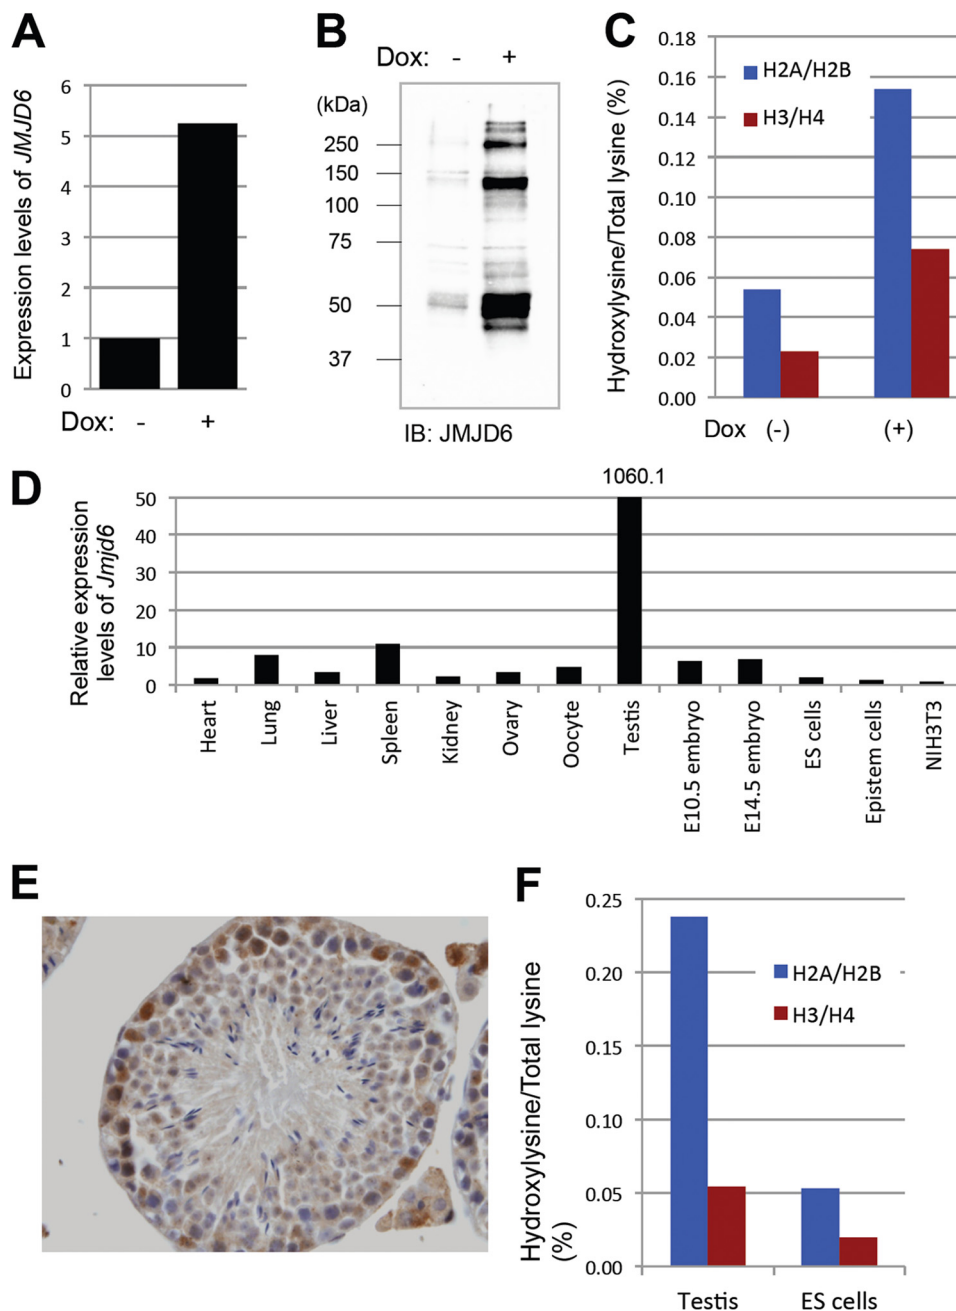 A
Expression levels of JMJD6
6
5
4
3
2
1
0
Dox: - +
B
Dox: - +
(kDa)
250
150
100
75
50
37
IB: JMJD6
C
Hydroxylysine/Total lysine (%)
0.18
0.16
0.14
0.12
0.10
0.08
0.06
0.04
0.02
0.00
H2A/H2B
H3/H4
Dox (-) (+)
D
Relative expression
levels of Jmjd6
50
40
30
20
10
0
1060.1
Heart
Lung
Liver
Spleen
Kidney
Ovary
Oocyte
Testis
E10.5 embryo
E14.5 embryo
ES cells
Epistem cells
NIH3T3
E
F
Hydroxylysine/Total lysine
(%)
0.25
0.20
0.15
0.10
0.05
0.00
H2A/H2B
H3/H4
Testis ES cells